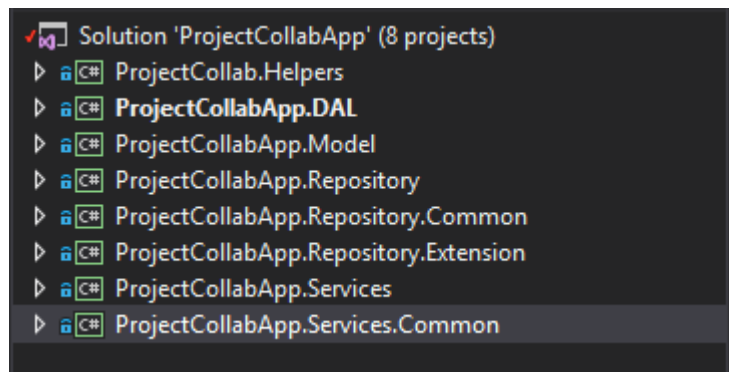 Solution 'ProjectCollabApp' (8 projects)
C# ProjectCollab.Helpers
C# ProjectCollabApp.DAL
C# ProjectCollabApp.Model
C# ProjectCollabApp.Repository
C# ProjectCollabApp.Repository.Common
C# ProjectCollabApp.Repository.Extension
C# ProjectCollabApp.Services
C# ProjectCollabApp.Services.Common